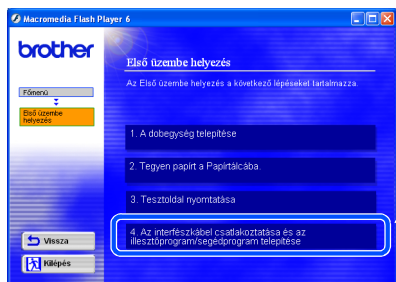 Macromedia Flash Player 6
brother
Első üzembe helyezés
Az Első üzembe helyezés a következő lépéseket tartalmazza.
Főmenü
Első üzembe
helyezés
1. A dobegység telepítése
2. Tegyen papírt a Papírtálcába.
3. Tesztoldal nyomtatása
4. Az interfészkábel csatlakoztatása és az
illesztőprogram/segédprogram telepítése
Vissza
Kilépés